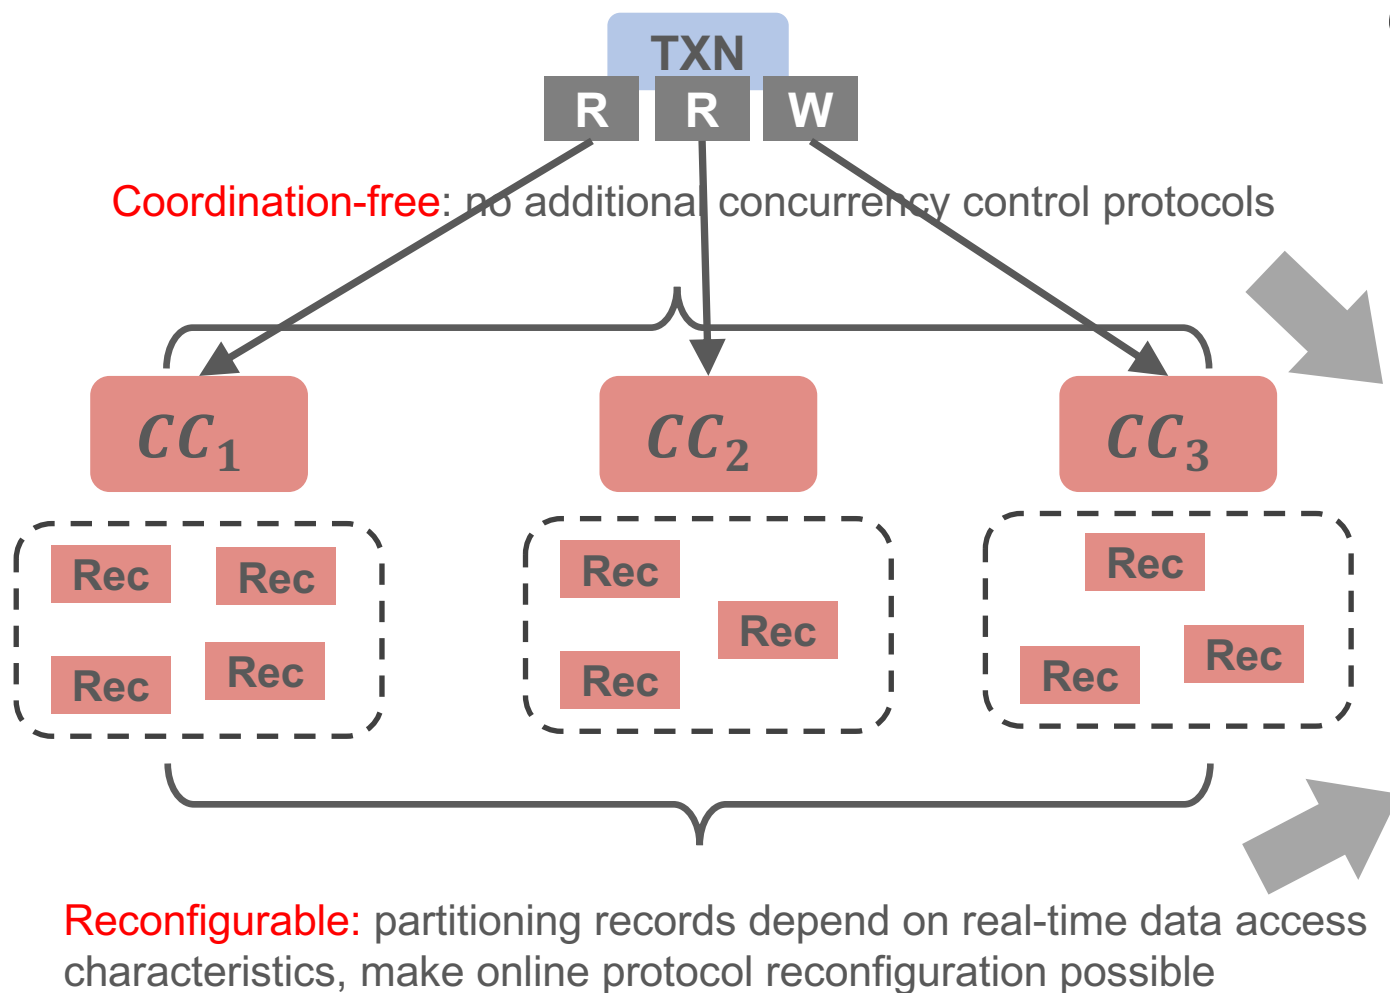 TXN
R R W
Coordination-free: no additional concurrency control protocols
CC₁ CC₂ CC₃
Rec Rec Rec Rec
Rec Rec Rec
Rec Rec Rec
Reconfigurable: partitioning records depend on real-time data access
characteristics, make online protocol reconfiguration possible